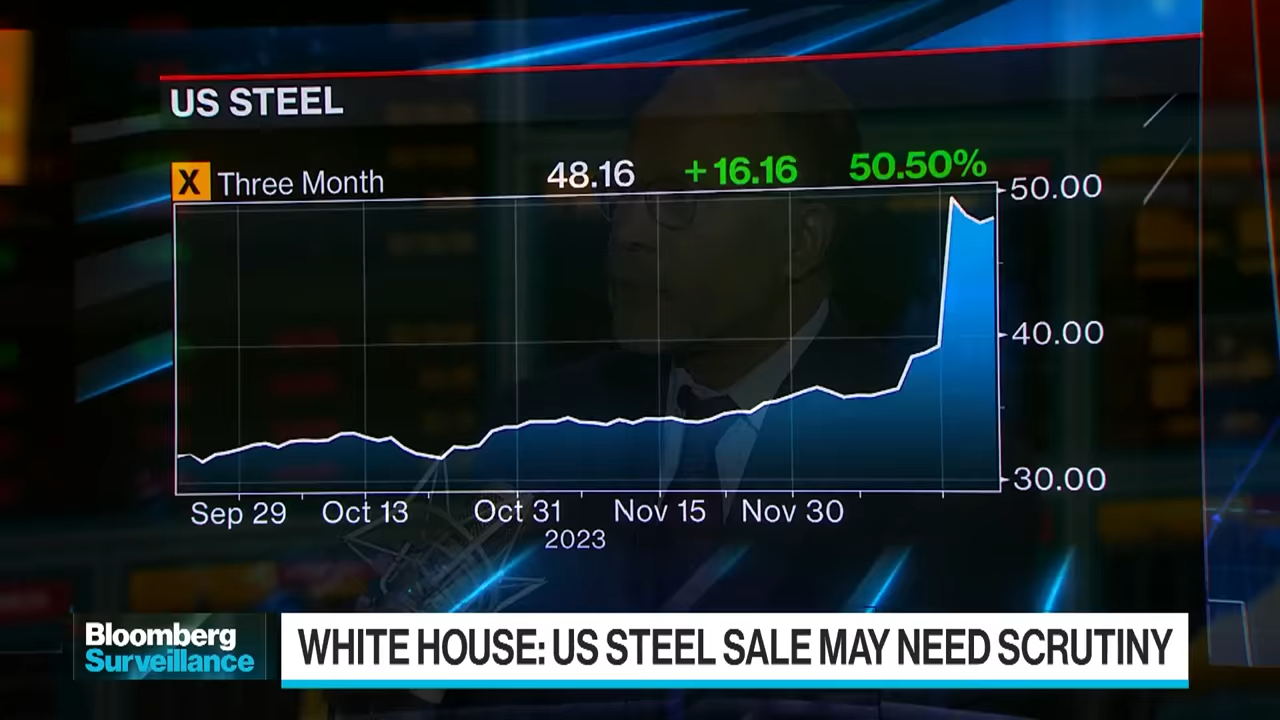 US STEEL
X Three Month 48.16 +16.16 50.50%
50.00
40.00
30.00
Sep 29 Oct 13 Oct 31 Nov 15 Nov 30
2023
Bloomberg
Surveillance
WHITE HOUSE: US STEEL SALE MAY NEED SCRUTINY